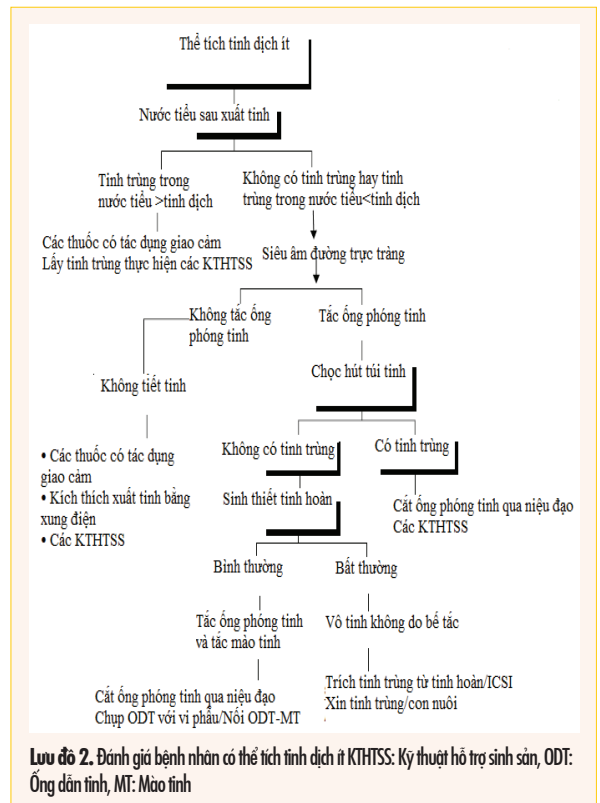 Thể tích tinh dịch ít
Nước tiểu sau xuất tinh
Tinh trùng trong
nước tiểu >tinh dịch
Không có tinh trùng hay tinh
trùng trong nước tiểu<tinh dịch
Các thuốc có tác dụng giao cảm
Lấy tinh trùng thực hiện các KTHTSS
Siêu âm đường trực tràng
Không tắc ống
phóng tinh
Tắc ống phóng tinh
Không tiết tinh
Chọc hút túi tinh
• Các thuốc có tác dụng
giao cảm
• Kích thích xuất tinh bằng
xung điện
• Các KTHTSS
Không có tinh trùng
Có tinh trùng
Sinh thiết tinh hoàn
Cắt ống phóng tinh qua niệu đạo
Các KTHTSS
Bình thường
Bất thường
Tắc ống phóng tinh
và tắc mào tinh
Vô tinh không do bế tắc
Cắt ống phóng tinh qua niệu đạo
Chụp ODT với vi phẫu/Nối ODT-MT
Trích tinh trùng từ tinh hoàn/ICSI
Xin tinh trùng/con nuôi
Lưu đồ 2. Đánh giá bệnh nhân có thể tích tinh dịch ít KTHTSS: Kỹ thuật hỗ trợ sinh sản, ODT:
Ống dẫn tinh, MT: Mào tinh